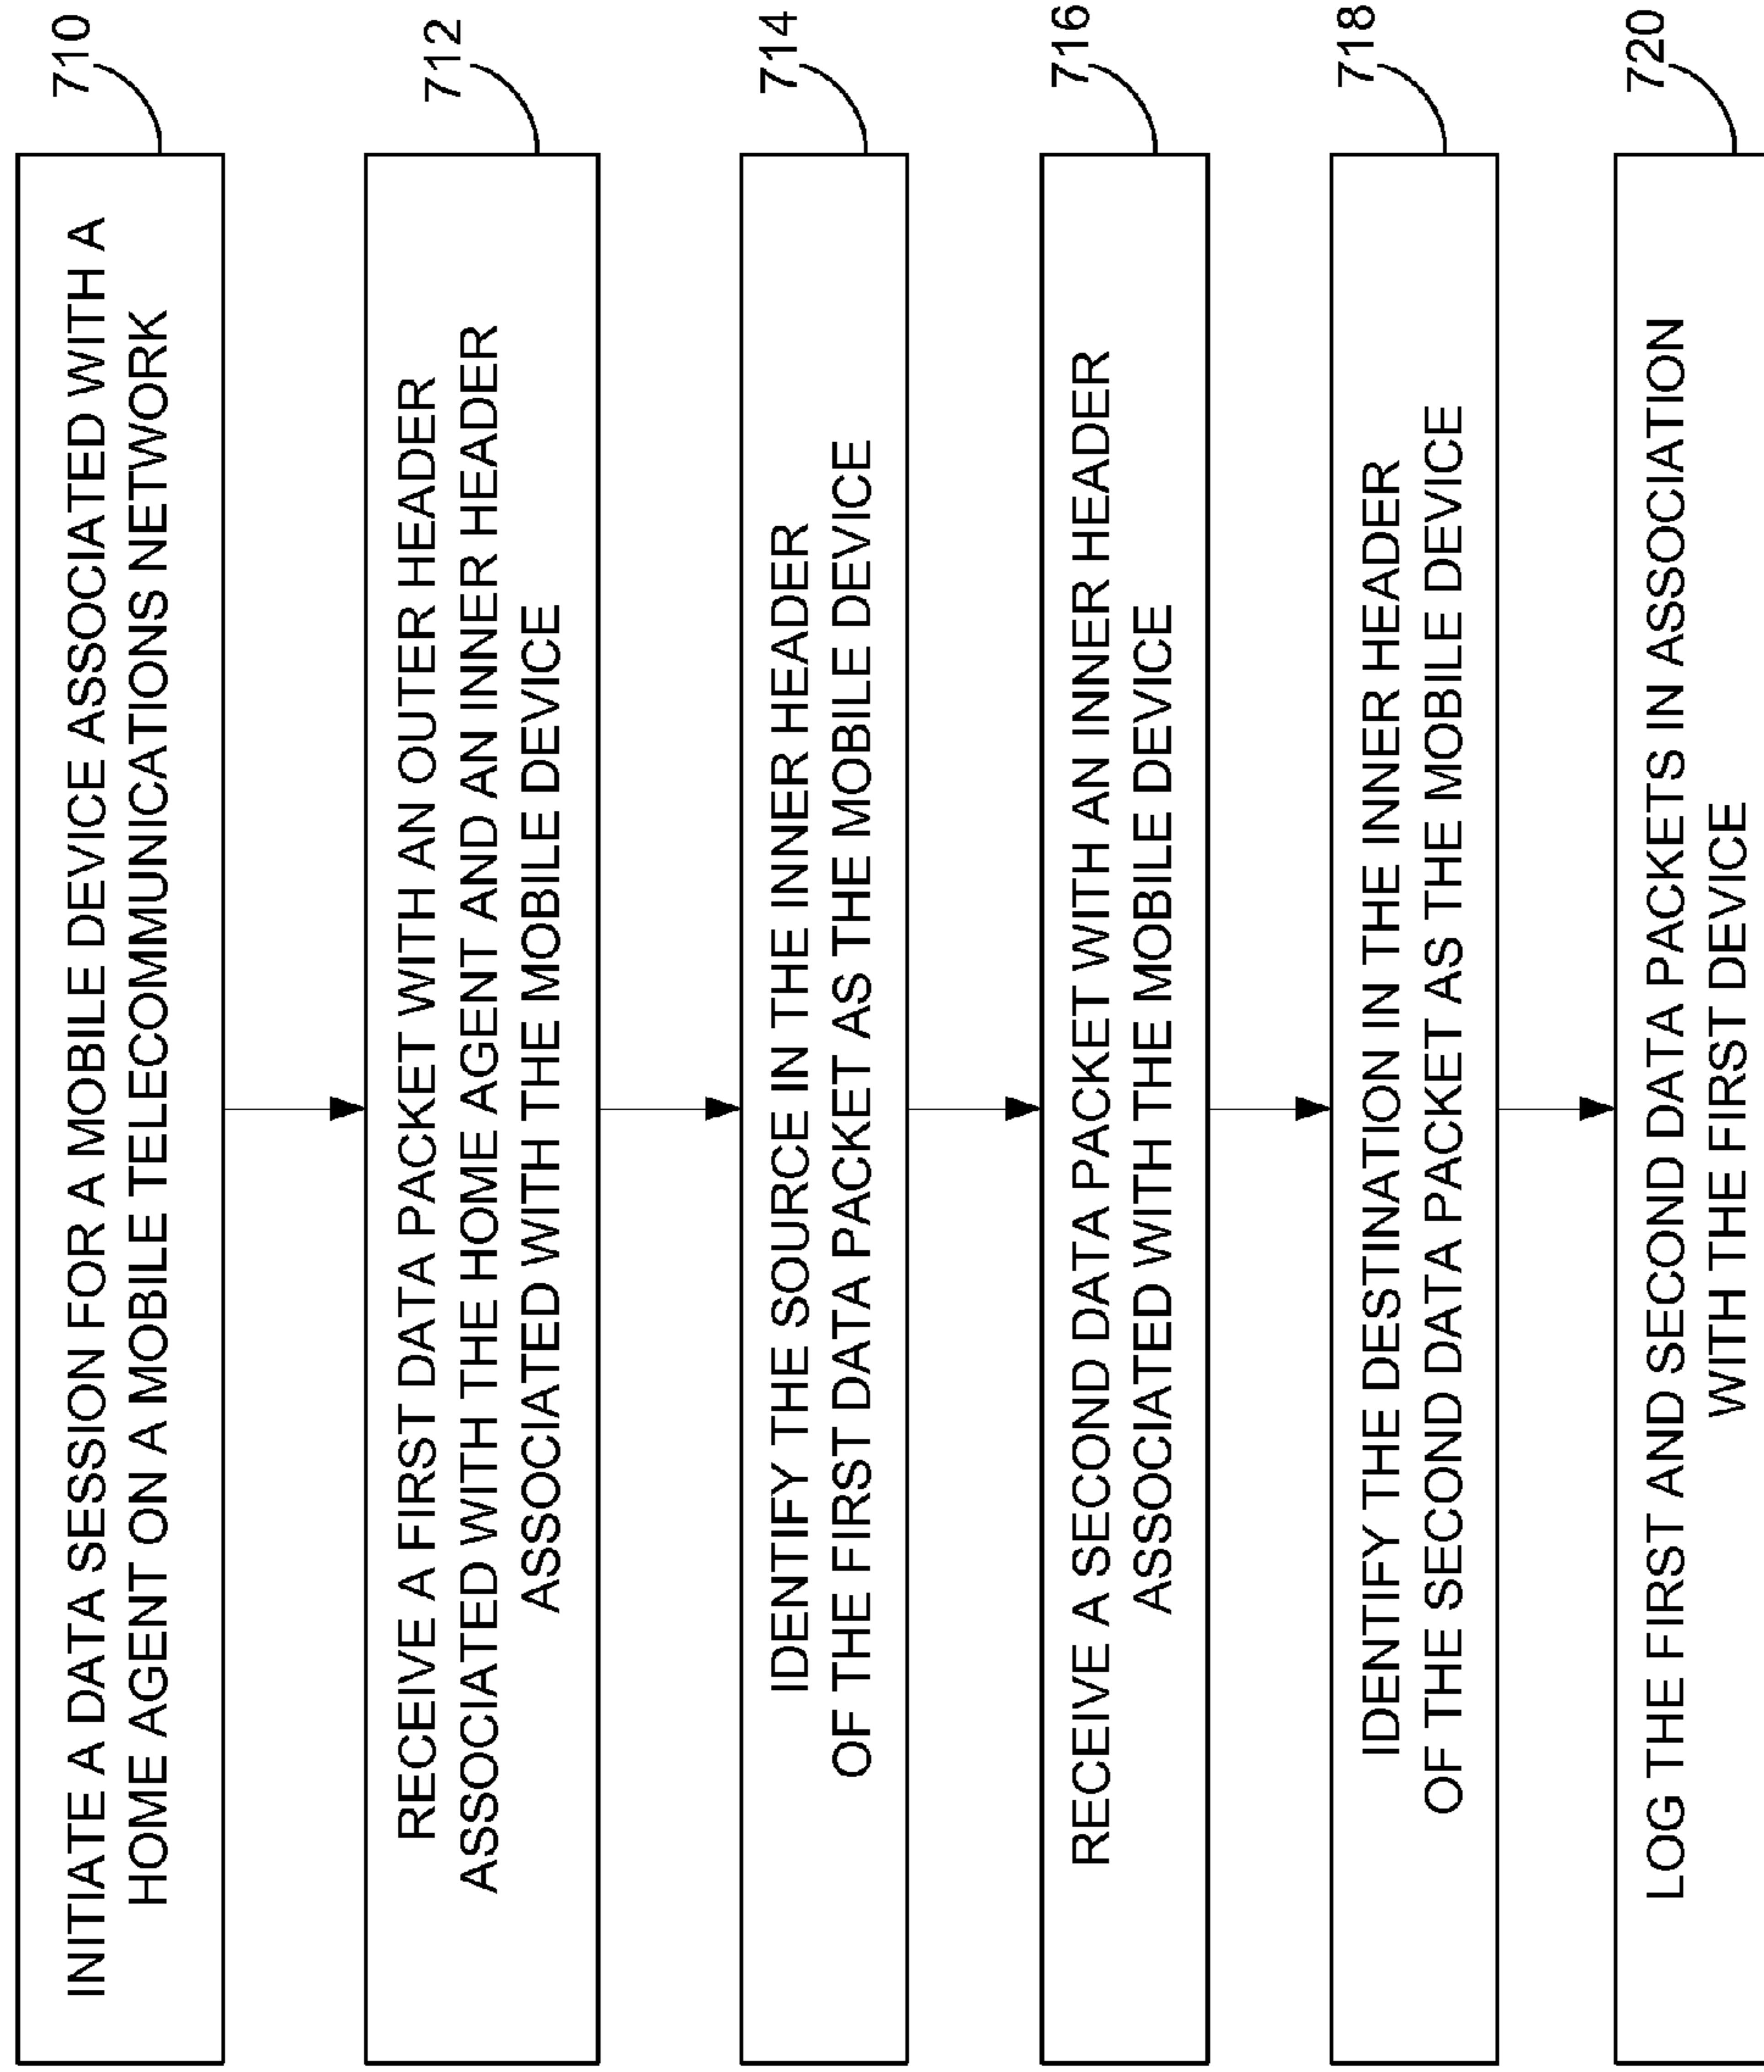 710
INITIATE A DATA SESSION FOR A MOBILE DEVICE ASSOCIATED WITH A
HOME AGENT ON A MOBILE TELECOMMUNICATIONS NETWORK
712
RECEIVE A FIRST DATA PACKET WITH AN OUTER HEADER
ASSOCIATED WITH THE HOME AGENT AND AN INNER HEADER
ASSOCIATED WITH THE MOBILE DEVICE
714
IDENTIFY THE SOURCE IN THE INNER HEADER
OF THE FIRST DATA PACKET AS THE MOBILE DEVICE
716
RECEIVE A SECOND DATA PACKET WITH AN INNER HEADER
ASSOCIATED WITH THE MOBILE DEVICE
718
IDENTIFY THE DESTINATION IN THE INNER HEADER
OF THE SECOND DATA PACKET AS THE MOBILE DEVICE
720
LOG THE FIRST AND SECOND DATA PACKETS IN ASSOCIATION
WITH THE FIRST DEVICE